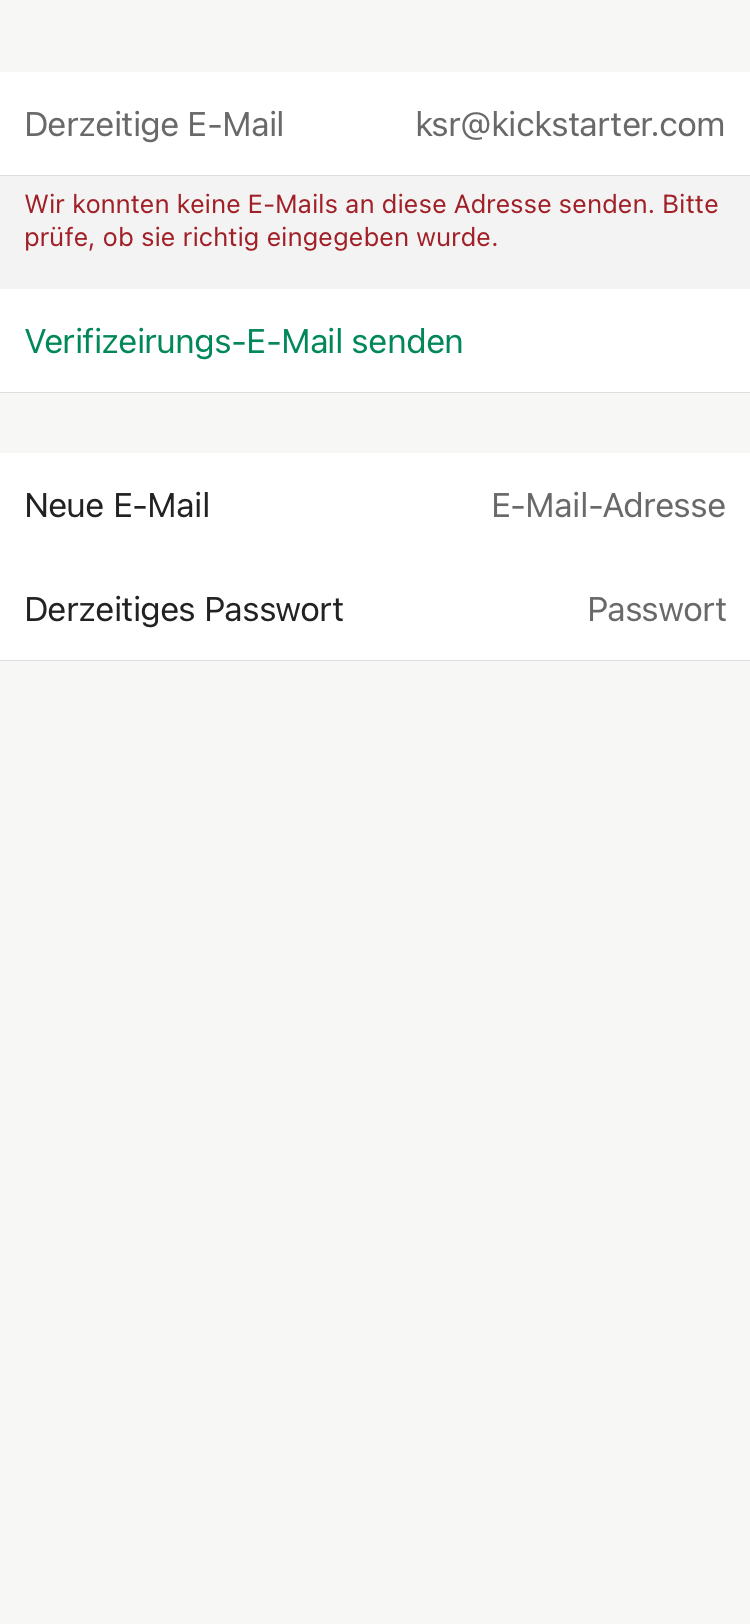 Derzeitige E-Mail ksr@kickstarter.com
Wir konnten keine E-Mails an diese Adresse senden. Bitte
prüfe, ob sie richtig eingegeben wurde.
Verifizeirungs-E-Mail senden
Neue E-Mail E-Mail-Adresse
Derzeitiges Passwort Passwort